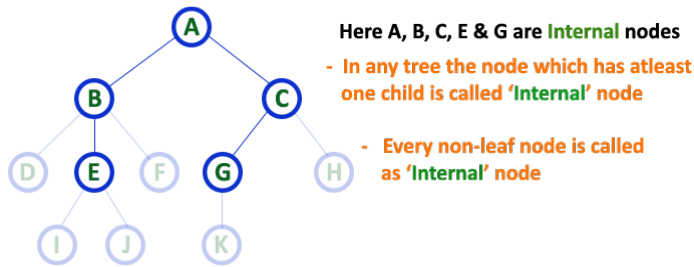 A
Here A, B, C, E & G are Internal nodes
- In any tree the node which has atleast
one child is called ‘Internal’ node
B
C
- Every non-leaf node is called
as ‘Internal’ node
D
E
F
G
H
I
J
K